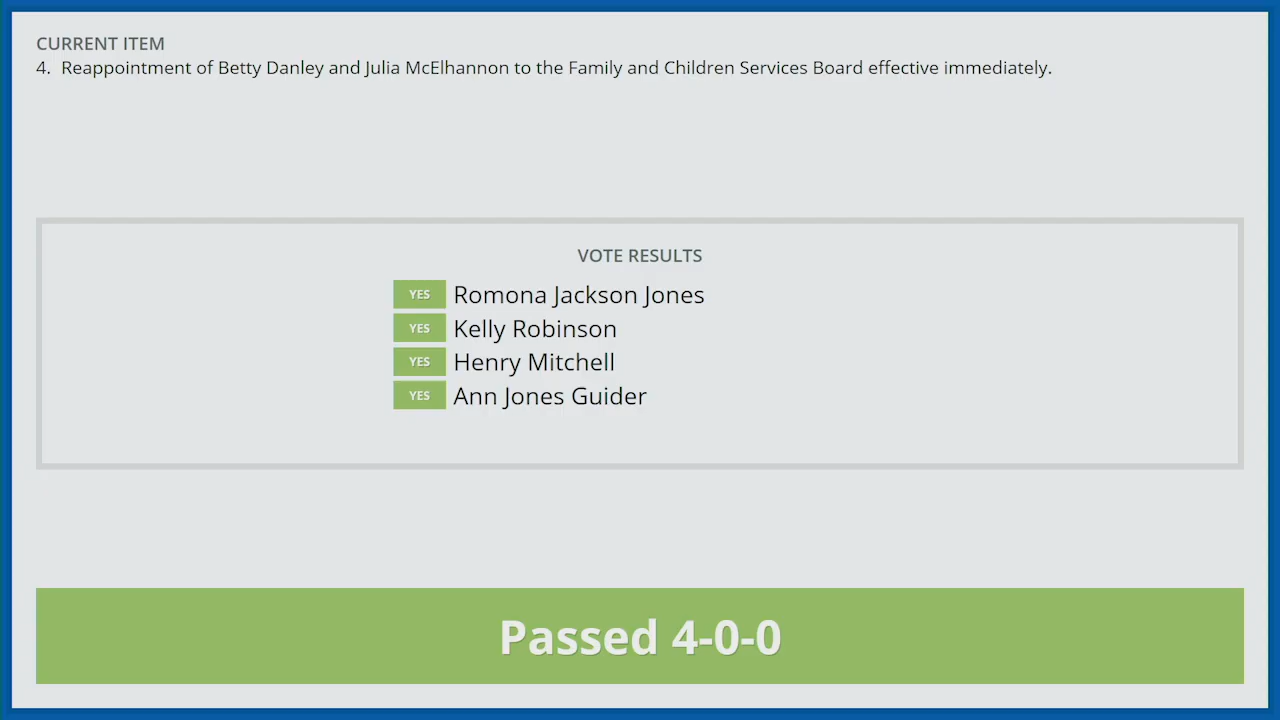 CURRENT ITEM
4. Reappointment of Betty Danley and Julia McElhannon to the Family and Children Services Board effective immediately.
VOTE RESULTS
YES Romona Jackson Jones
YES Kelly Robinson
YES Henry Mitchell
YES Ann Jones Guider
Passed 4-0-0